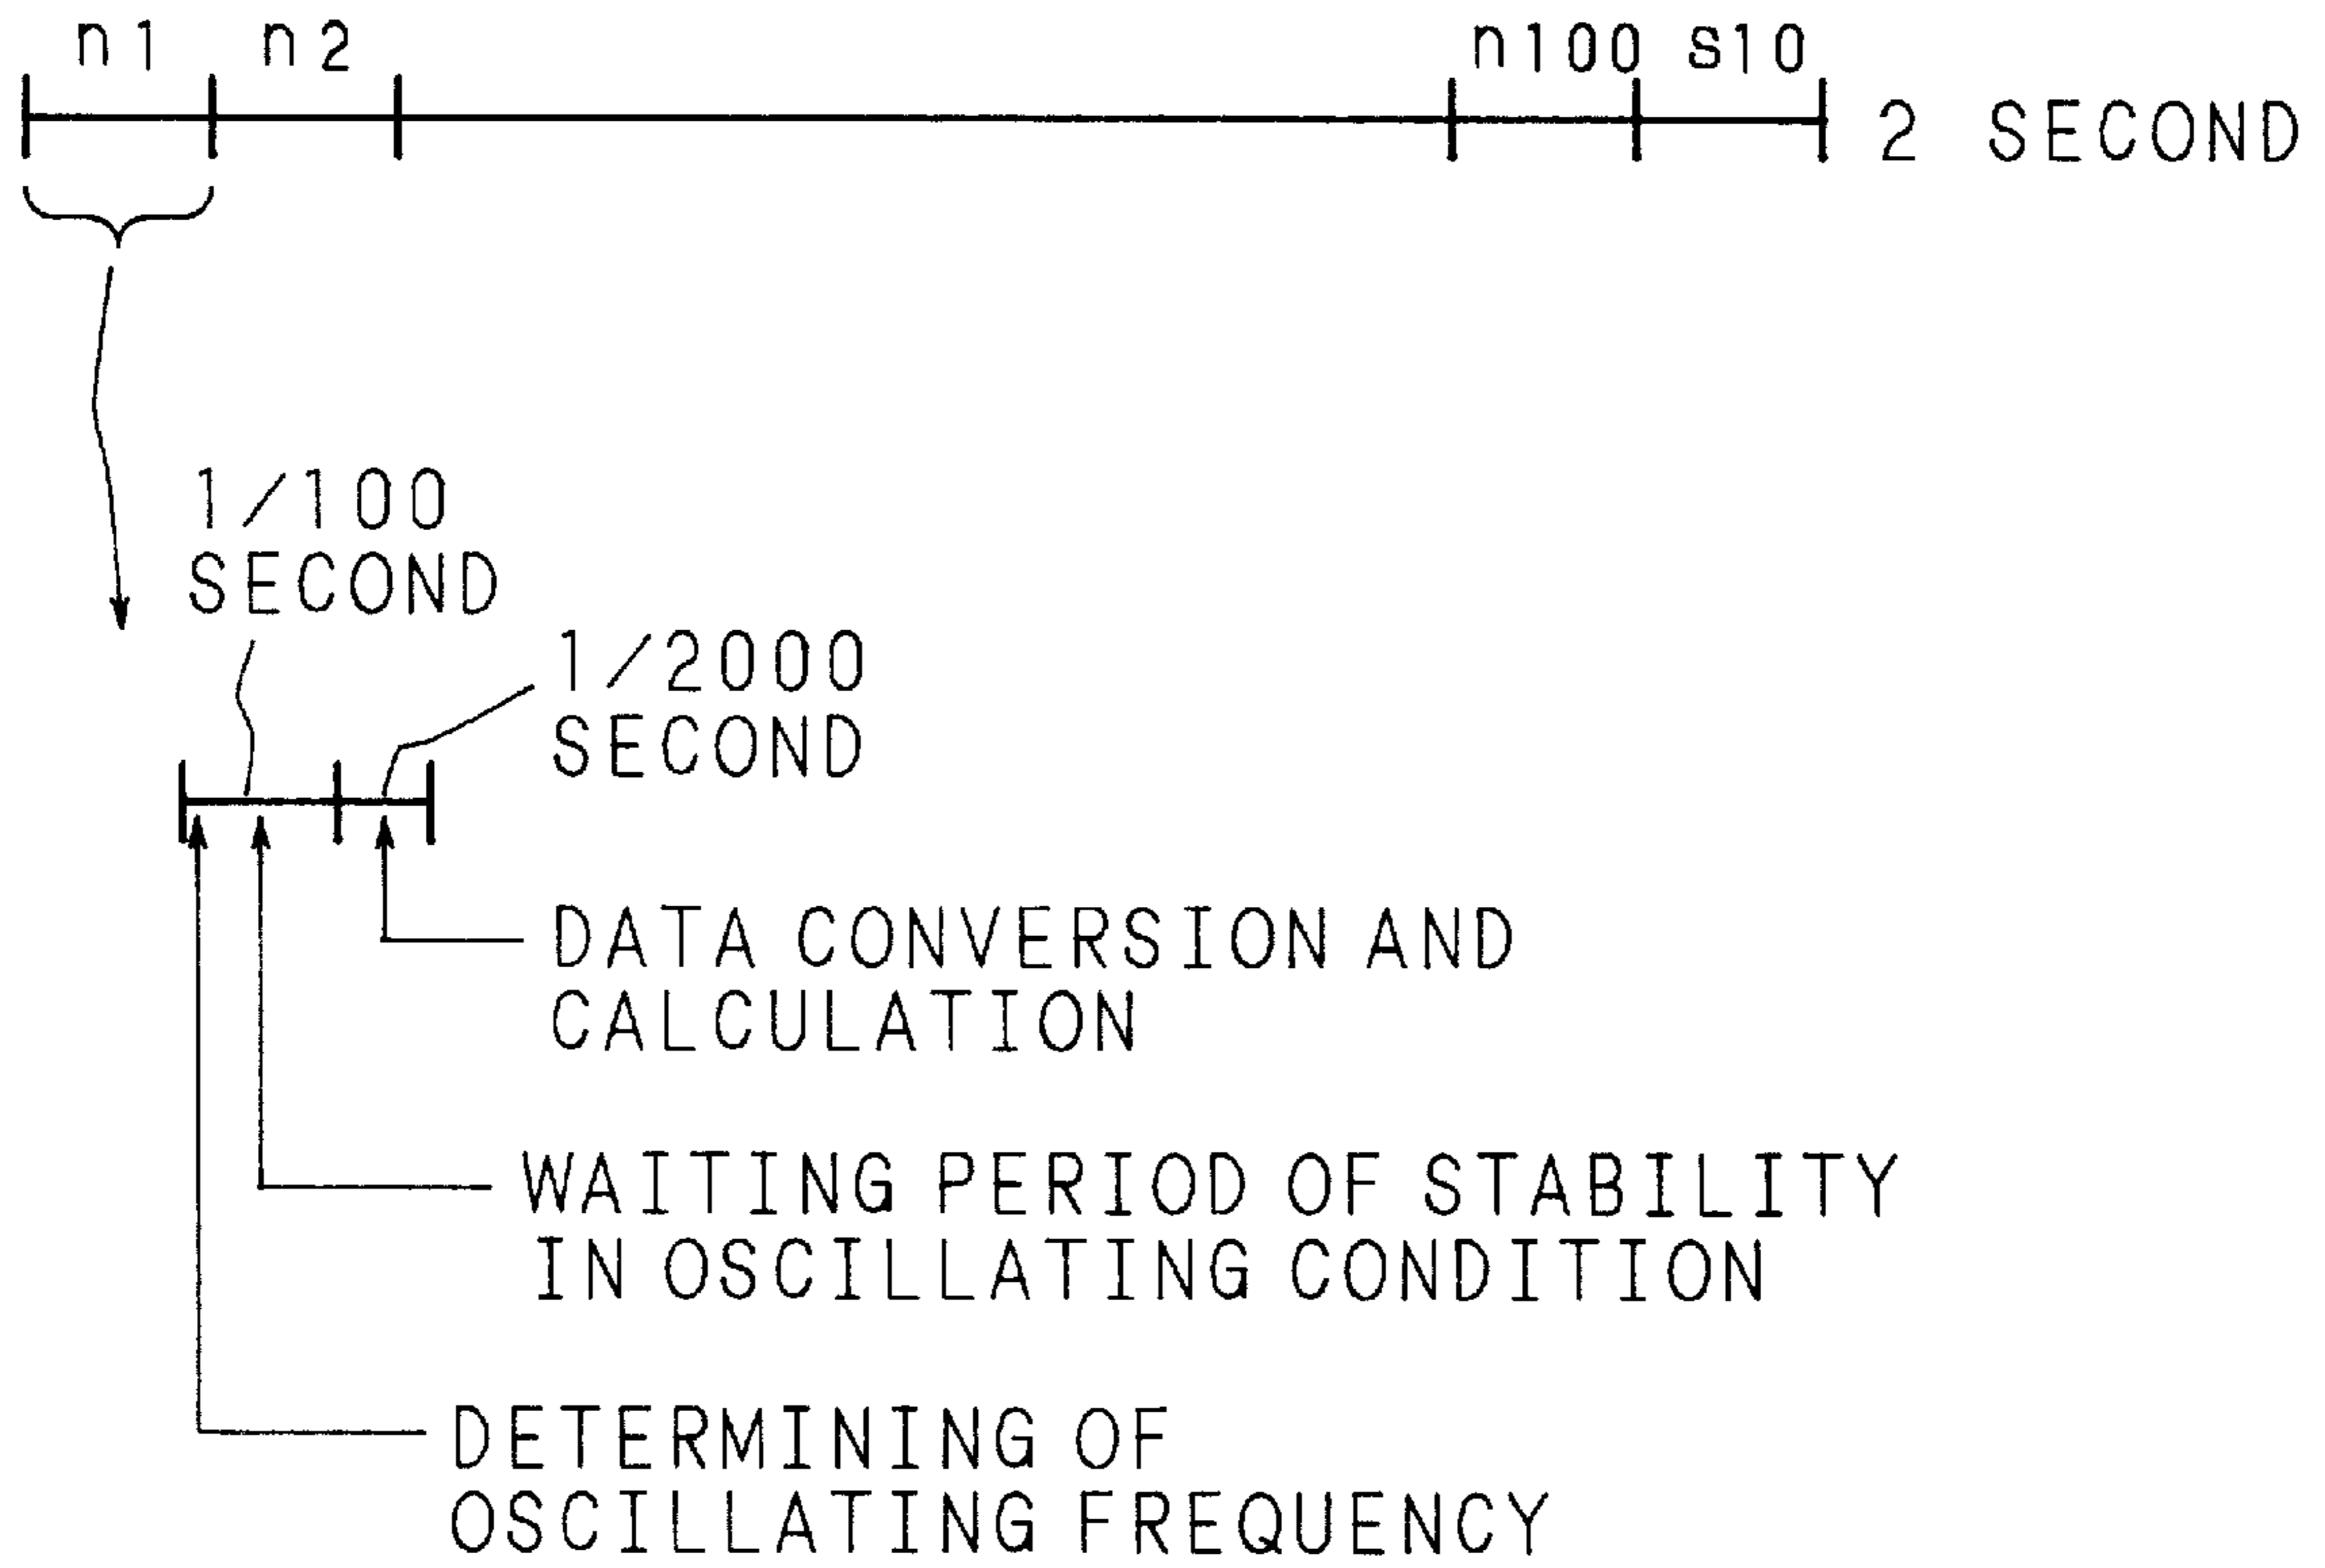 n1 n2 n100 s10
2 SECOND
1/100
SECOND
1/2000
SECOND
DATA CONVERSION AND
CALCULATION
WAITING PERIOD OF STABILITY
IN OSCILLATING CONDITION
DETERMINING OF
OSCILLATING FREQUENCY